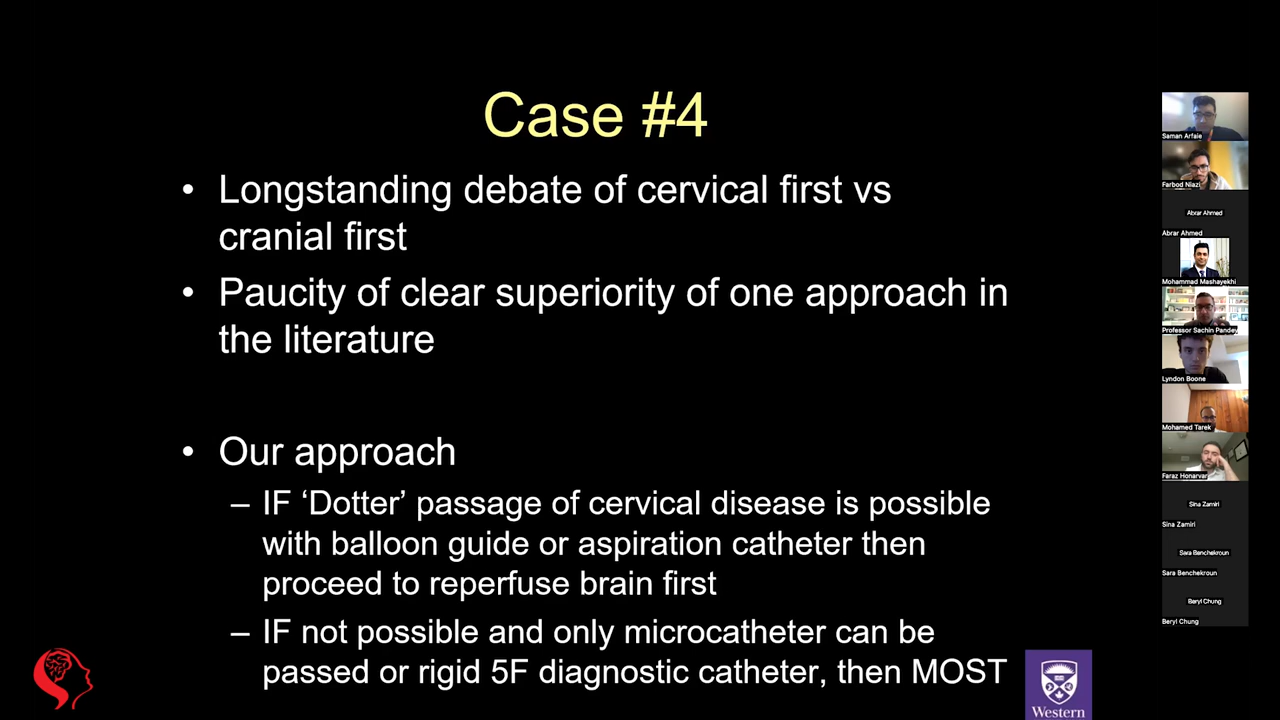 Case #4
• Longstanding debate of cervical first vs
cranial first
• Paucity of clear superiority of one approach in
the literature
• Our approach
– IF ‘Dotter’ passage of cervical disease is possible
with balloon guide or aspiration catheter then
proceed to reperfuse brain first
– IF not possible and only microcatheter can be
passed or rigid 5F diagnostic catheter, then MOST
Western
Saman Arfaie
Farbod Niazi
Abrar Ahmed
Abrar Ahmed
Mohammad Mashayekhi
Professor Sachin Pandey
Lyndon Boone
Mohamed Tarek
Faraz Honarvar
Sina Zamiri
Sina Zamiri
Sara Benchekroun
Sara Benchekroun
Beryl Chung
Beryl Chung